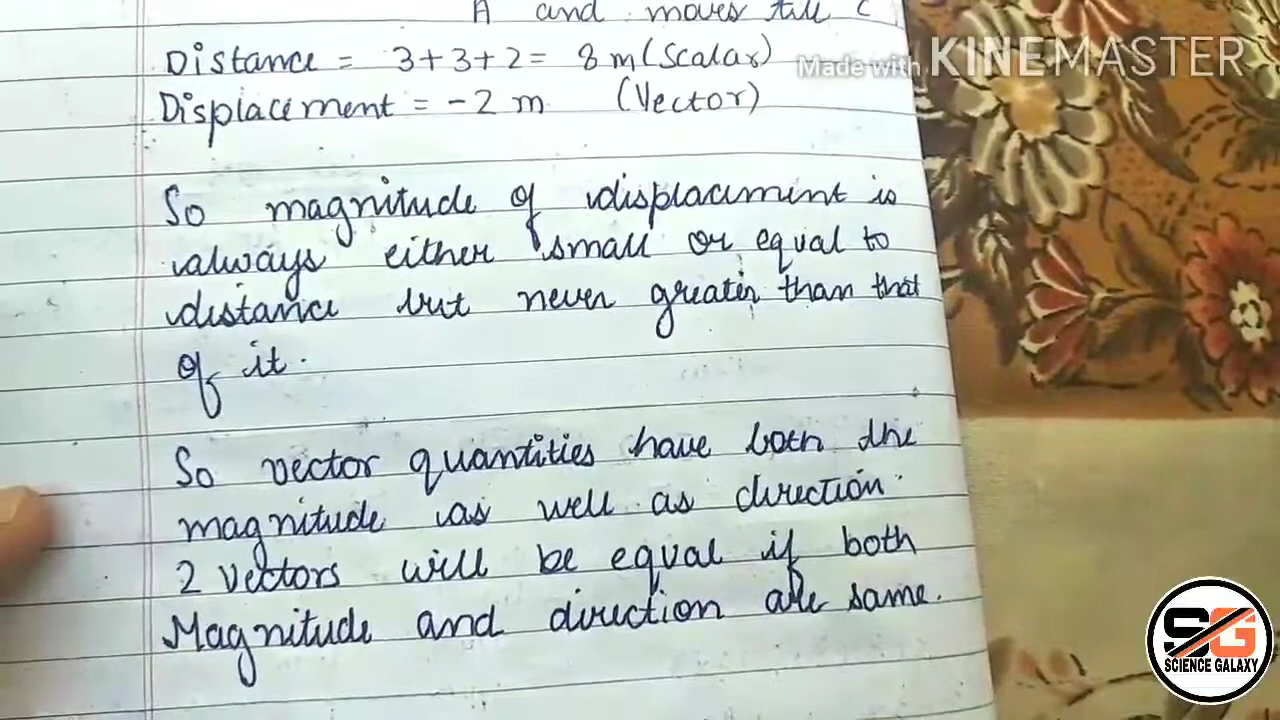 A and moves till C
Distance = 3+3+2= 8 m (Scalar)
Displacement = -2 m (Vector)
So magnitude of displacement is
always either small or equal to
distance but never greater than that
of it.
So vector quantities have both the
magnitude as well as direction.
2 vectors will be equal if both
Magnitude and direction are same.
Made with KINEMASTER
SG
SCIENCE GALAXY